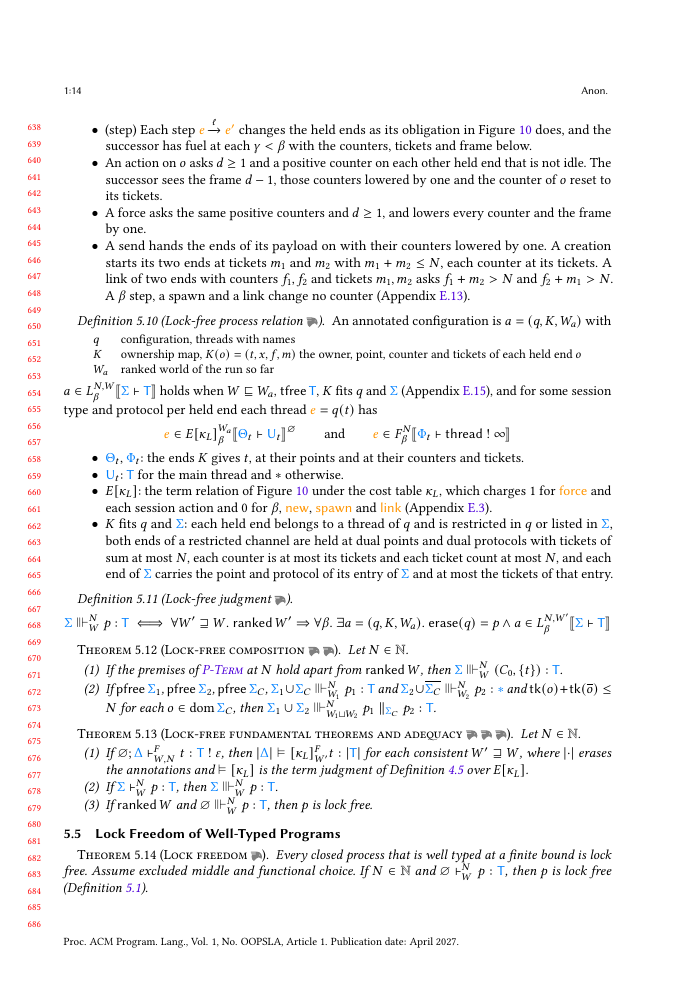 1:14 Anon.
638 • (step) Each step e →ℓ e′ changes the held ends as its obligation in Figure 10 does, and the
639 successor has fuel at each γ < β with the counters, tickets and frame below.
640 • An action on o asks d ≥ 1 and a positive counter on each other held end that is not idle. The
641 successor sees the frame d − 1, those counters lowered by one and the counter of o reset to
642 its tickets.
643 • A force asks the same positive counters and d ≥ 1, and lowers every counter and the frame
644 by one.
645 • A send hands the ends of its payload on with their counters lowered by one. A creation
646 starts its two ends at tickets m₁ and m₂ with m₁ + m₂ ≤ N, each counter at its tickets. A
647 link of two ends with counters f₁, f₂ and tickets m₁, m₂ asks f₁ + m₂ > N and f₂ + m₁ > N.
648 A β step, a spawn and a link change no counter (Appendix E.13).
649
650 Definition 5.10 (Lock-free process relation). An annotated configuration is a = (q, K, Wₐ) with
651 q configuration, threads with names
652 K ownership map, K(o) = (t, x, f, m) the owner, point, counter and tickets of each held end o
653 Wₐ ranked world of the run so far
654 a ∈ L_β^{N,W}⟦Σ ⊢ T⟧ holds when W ⊑ Wₐ, tfree T, K fits q and Σ (Appendix E.15), and for some session
655 type and protocol per held end each thread e = q(t) has
656 e ∈ E[κ_L]_β^{Wₐ}⟦Θₜ ⊢ Uₜ⟧^∅ and e ∈ F_β^N⟦Φₜ ⊢ thread ! ∞⟧
657
658 • Θₜ, Φₜ: the ends K gives t, at their points and at their counters and tickets.
659 • Uₜ: T for the main thread and ∗ otherwise.
660 • E[κ_L]: the term relation of Figure 10 under the cost table κ_L, which charges 1 for force and
661 each session action and 0 for β, new, spawn and link (Appendix E.3).
662 • K fits q and Σ: each held end belongs to a thread of q and is restricted in q or listed in Σ,
663 both ends of a restricted channel are held at dual points and dual protocols with tickets of
664 sum at most N, each counter is at most its tickets and each ticket count at most N, and each
665 end of Σ carries the point and protocol of its entry of Σ and at most the tickets of that entry.
666
667 Definition 5.11 (Lock-free judgment).
668 Σ ⊪_W^N p : T ⟺ ∀W′ ⊒ W. ranked W′ ⇒ ∀β. ∃a = (q, K, Wₐ). erase(q) = p ∧ a ∈ L_β^{N,W′}⟦Σ ⊢ T⟧
669
670 Theorem 5.12 (Lock-free composition). Let N ∈ ℕ.
671 (1) If the premises of P-Term at N hold apart from ranked W, then Σ ⊪_W^N (C₀, {t}) : T.
672 (2) If pfree Σ₁, pfree Σ₂, pfree Σ_C, Σ₁∪Σ_C ⊪_{W₁}^N p₁ : T and Σ₂∪Σ̅_C̅ ⊪_{W₂}^N p₂ : ∗ and tk(o)+tk(o̅) ≤
673 N for each o ∈ dom Σ_C, then Σ₁ ∪ Σ₂ ⊪_{W₁⊔W₂}^N p₁ ∥_{Σ_C} p₂ : T.
674
675 Theorem 5.13 (Lock-free fundamental theorems and adequacy). Let N ∈ ℕ.
676 (1) If ∅; Δ ⊢_{W,N}^F t : T ! ε, then |Δ| ⊨ [κ_L]_{W′}^F t : |T| for each consistent W′ ⊒ W, where |·| erases
677 the annotations and ⊨ [κ_L] is the term judgment of Definition 4.5 over E[κ_L].
678 (2) If Σ ⊢_W^N p : T, then Σ ⊪_W^N p : T.
679 (3) If ranked W and ∅ ⊪_W^N p : T, then p is lock free.
680
681 5.5 Lock Freedom of Well-Typed Programs
682 Theorem 5.14 (Lock freedom). Every closed process that is well typed at a finite bound is lock
683 free. Assume excluded middle and functional choice. If N ∈ ℕ and ∅ ⊢_W^N p : T, then p is lock free
684 (Definition 5.1).
685
686
Proc. ACM Program. Lang., Vol. 1, No. OOPSLA, Article 1. Publication date: April 2027.